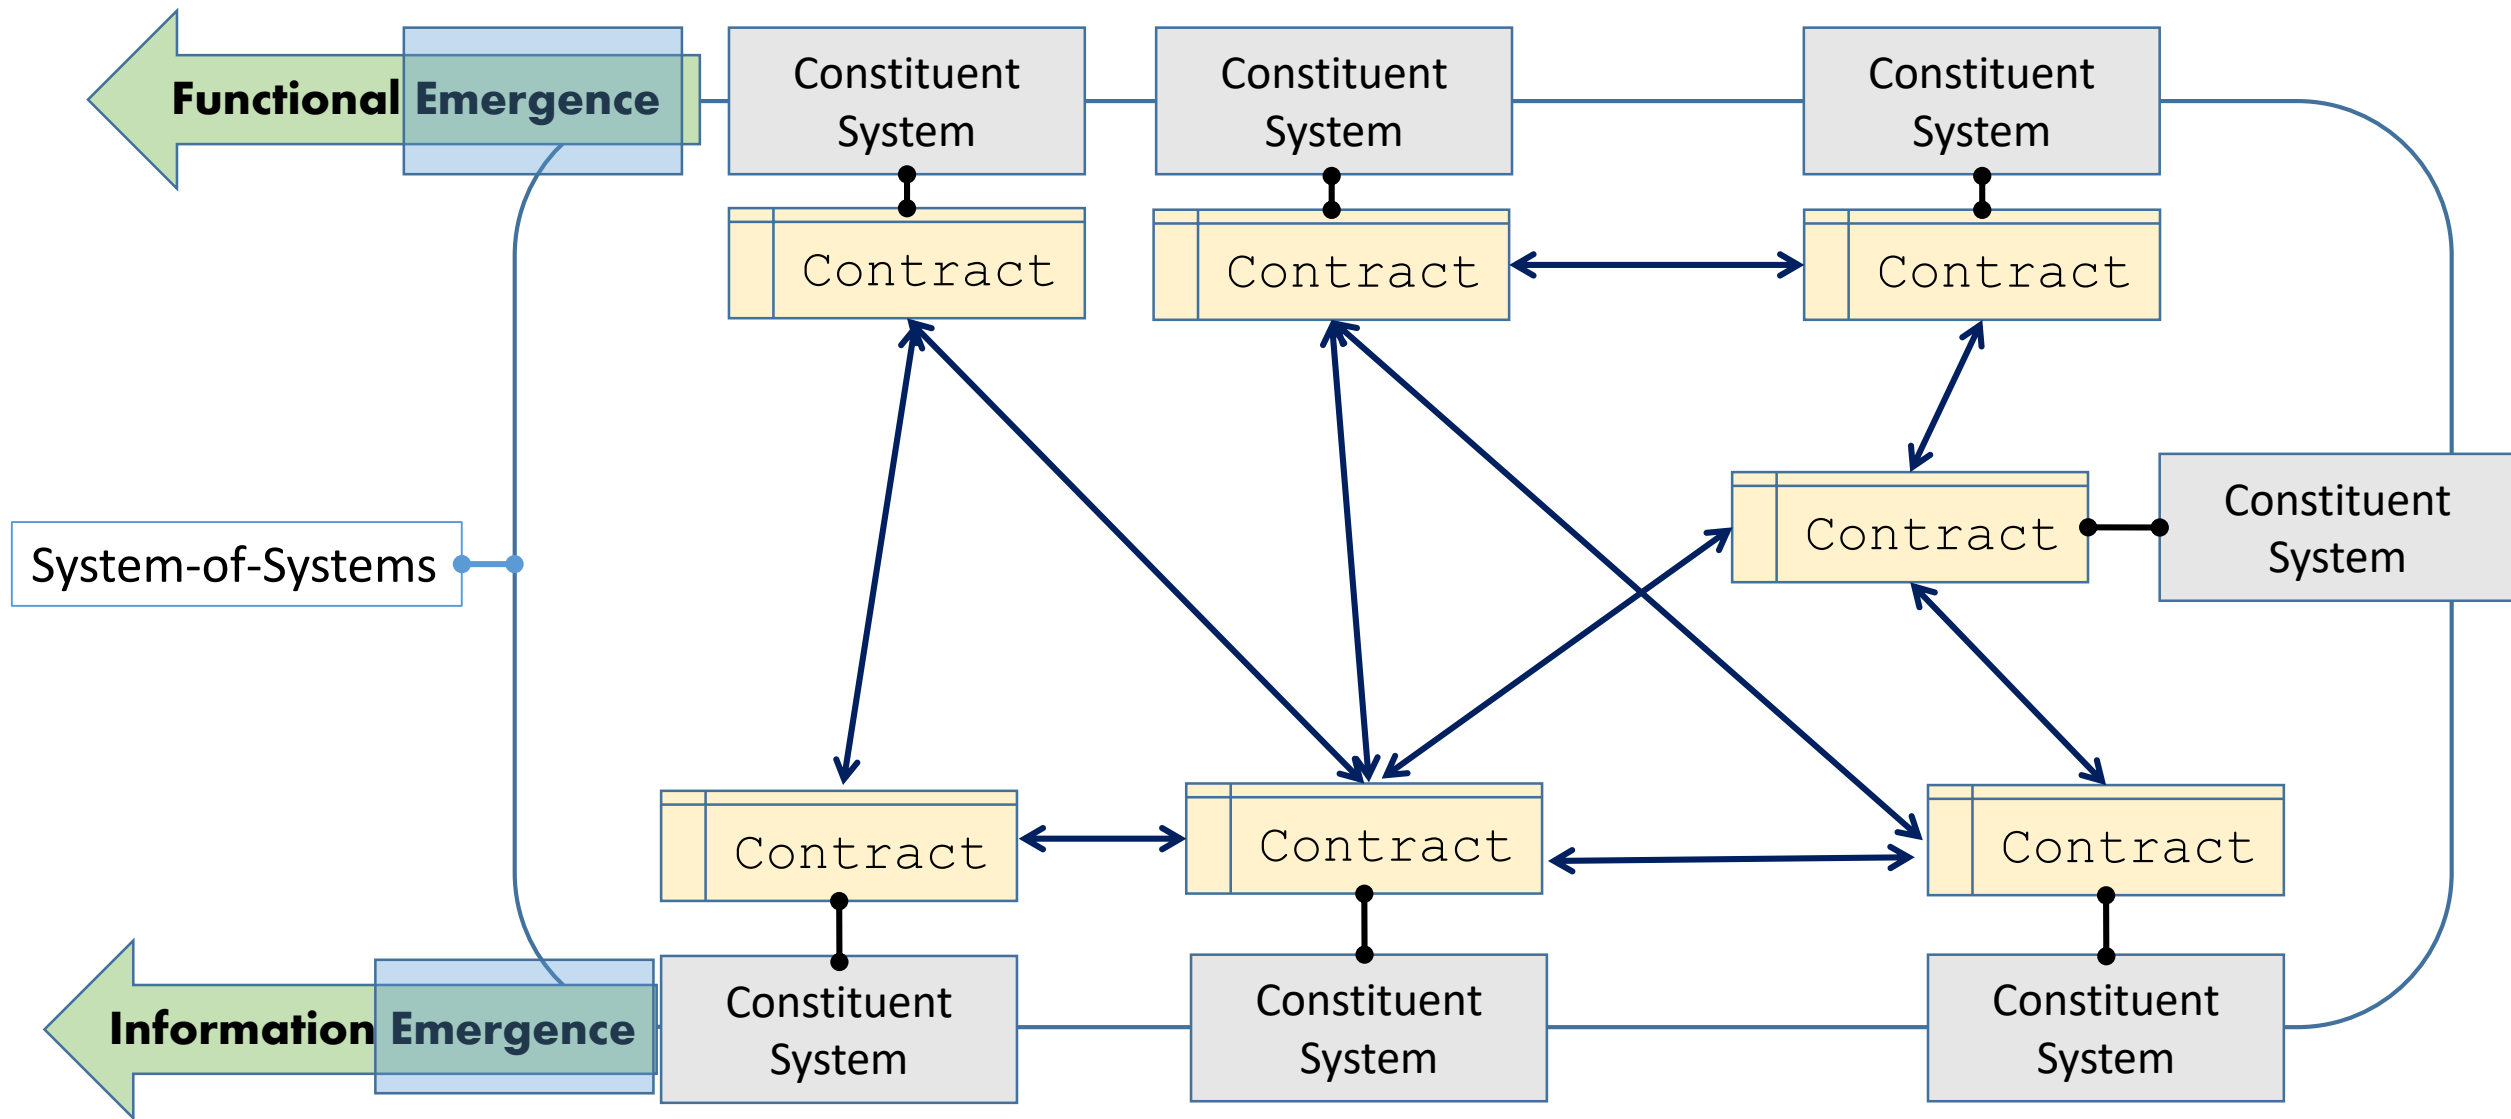 Functional Emergence
Constituent
System
Constituent
System
Constituent
System
Contract
Contract
Contract
System-of-Systems
Contract
Constituent
System
Contract
Contract
Contract
Information Emergence
Constituent
System
Constituent
System
Constituent
System